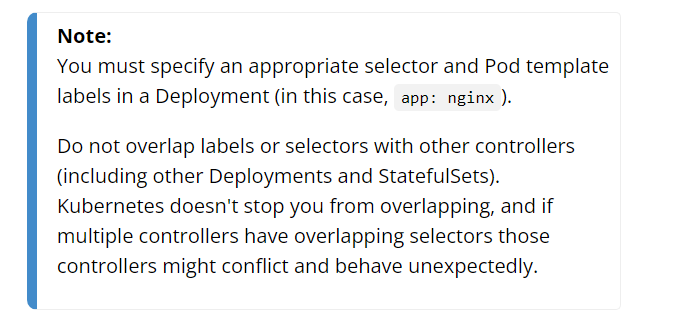 Note:
You must specify an appropriate selector and Pod template
labels in a Deployment (in this case, app: nginx ).
Do not overlap labels or selectors with other controllers
(including other Deployments and StatefulSets).
Kubernetes doesn't stop you from overlapping, and if
multiple controllers have overlapping selectors those
controllers might conflict and behave unexpectedly.